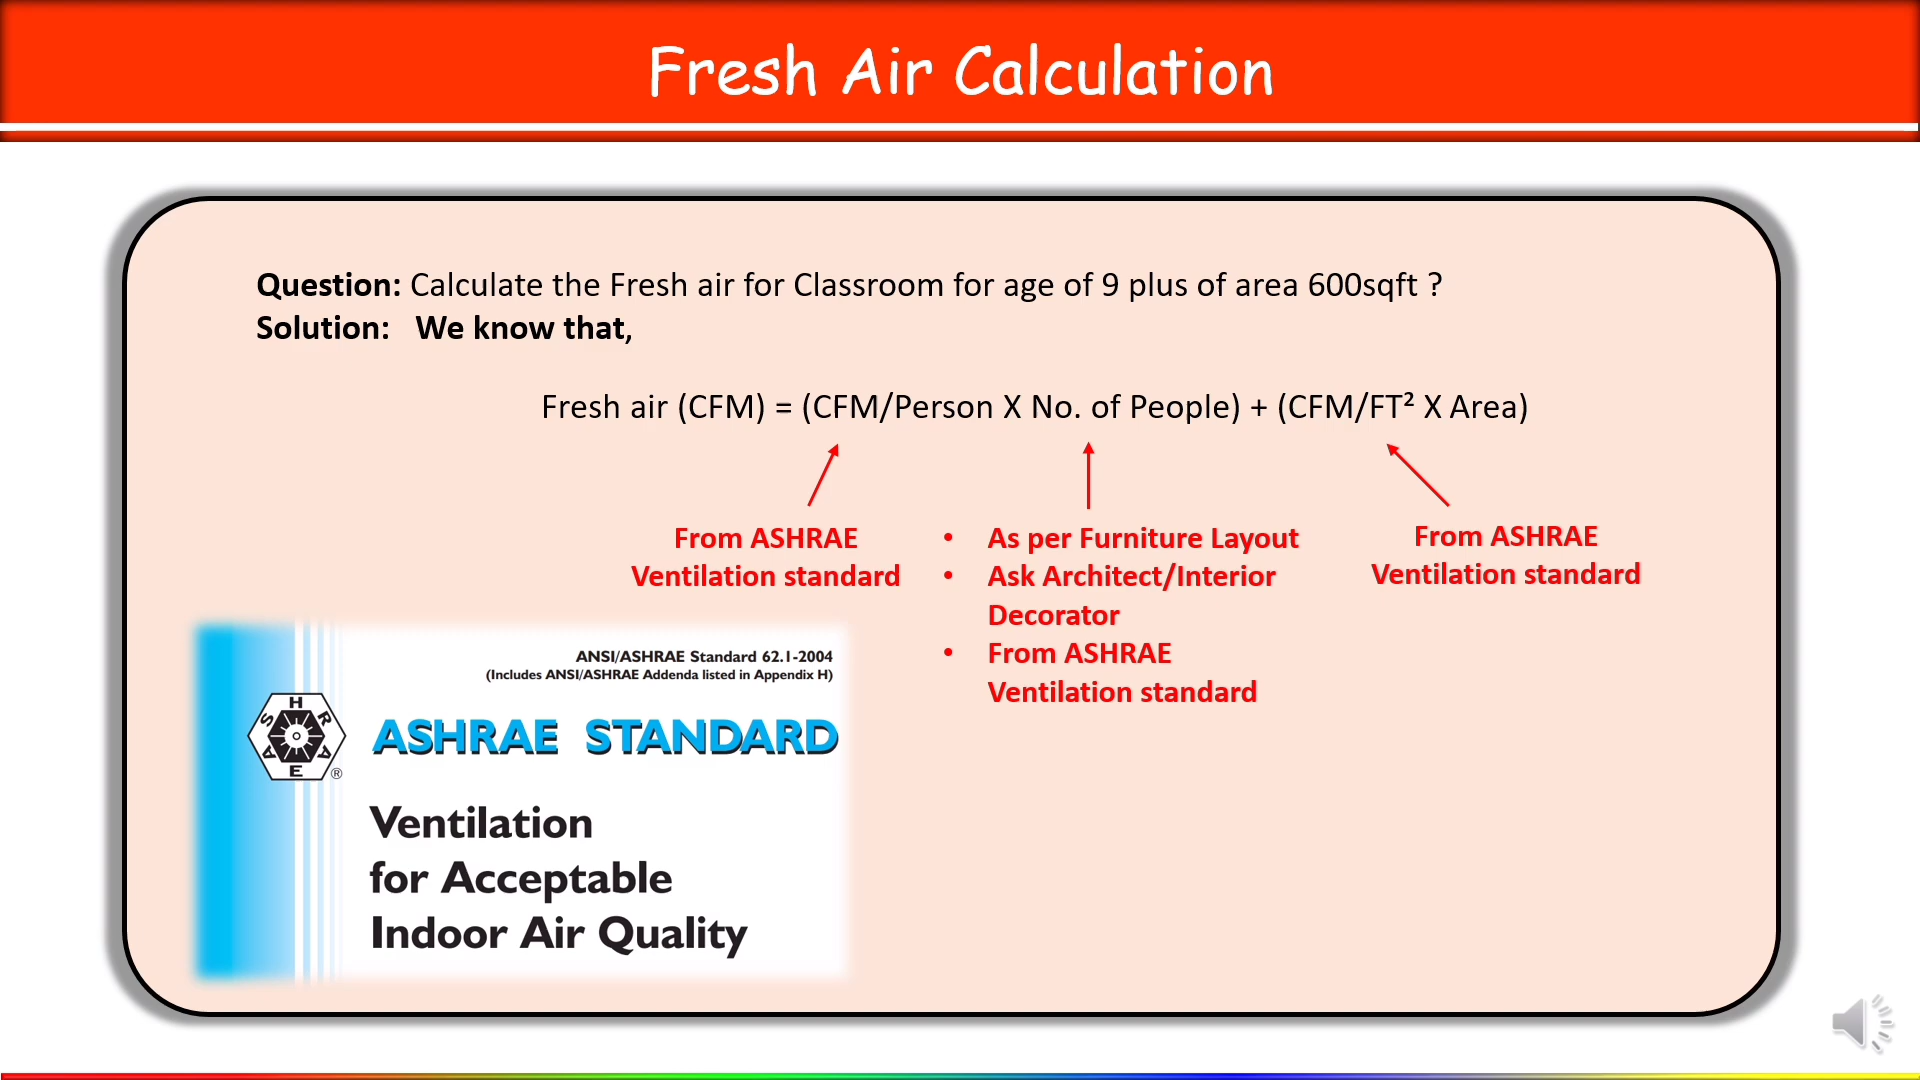 Fresh Air Calculation
Question: Calculate the Fresh air for Classroom for age of 9 plus of area 600sqft ?
Solution: We know that,
Fresh air (CFM) = (CFM/Person X No. of People) + (CFM/FT² X Area)
From ASHRAE
Ventilation standard
• As per Furniture Layout
• Ask Architect/Interior
Decorator
• From ASHRAE
Ventilation standard
From ASHRAE
Ventilation standard
ANSI/ASHRAE Standard 62.1-2004
(Includes ANSI/ASHRAE Addenda listed in Appendix H)
ASHRAE
®
ASHRAE STANDARD
Ventilation
for Acceptable
Indoor Air Quality